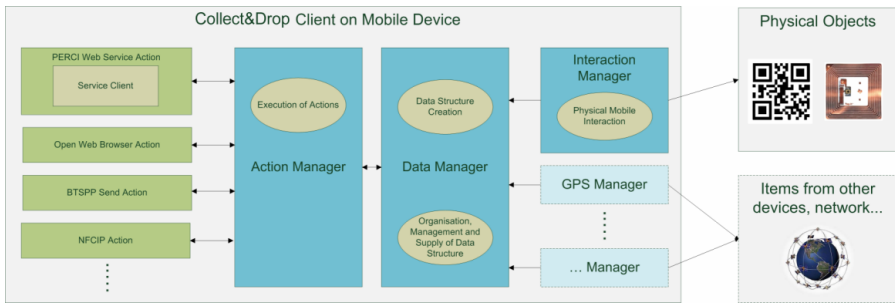 Collect&Drop Client on Mobile Device
PERCI Web Service Action
Service Client
Open Web Browser Action
BTSPP Send Action
NFCIP Action
Execution of Actions
Action Manager
Data Structure
Creation
Data Manager
Organisation,
Management and
Supply of Data
Structure
Interaction
Manager
Physical Mobile
Interaction
GPS Manager
... Manager
Physical Objects
Items from other
devices, network...